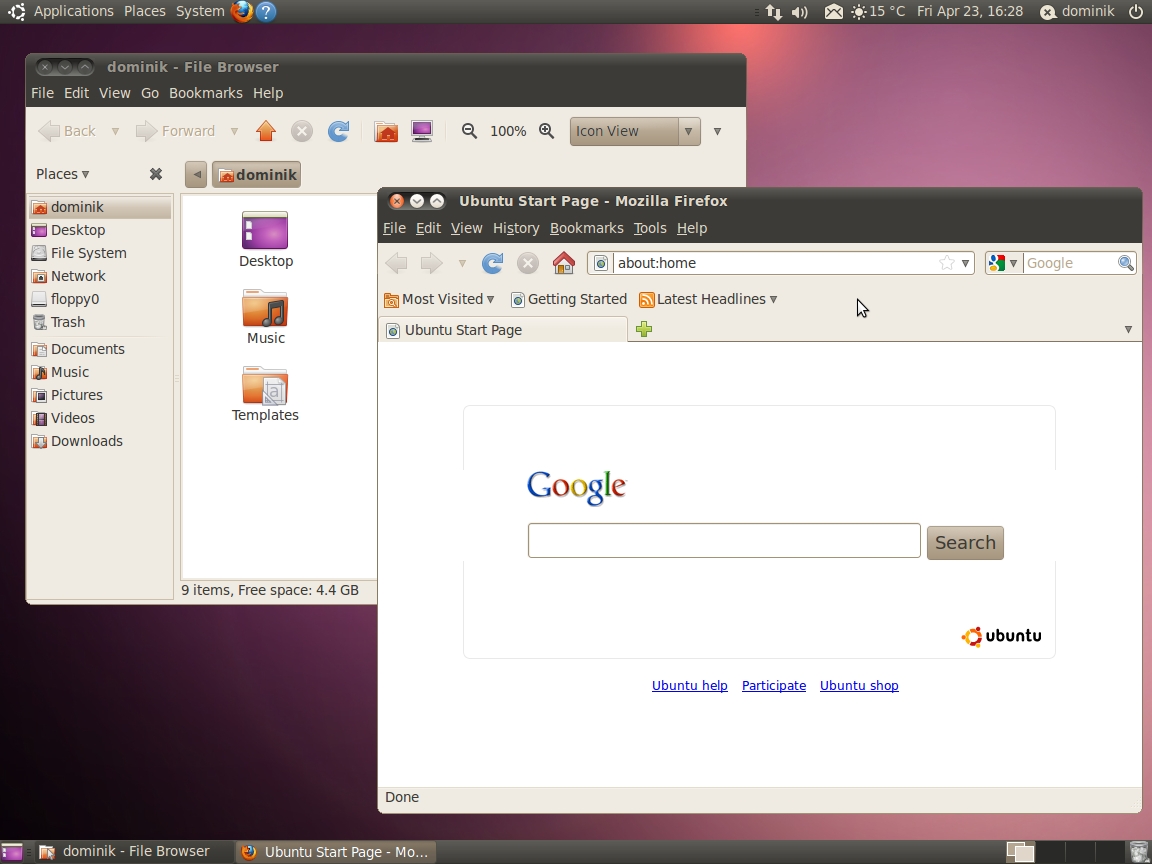 Applications Places System ? 15 °C Fri Apr 23, 16:28 dominik
dominik - File Browser
File Edit View Go Bookmarks Help
Back Forward 100% Icon View
Places dominik
dominik
Desktop
File System
Network
floppy0
Trash
Documents
Music
Pictures
Videos
Downloads
Desktop
Music
Templates
9 items, Free space: 4.4 GB
Ubuntu Start Page - Mozilla Firefox
File Edit View History Bookmarks Tools Help
about:home Google
Most Visited Getting Started Latest Headlines
Ubuntu Start Page
Google
Search
ubuntu
Ubuntu help Participate Ubuntu shop
Done
dominik - File Browser Ubuntu Start Page - Mo...